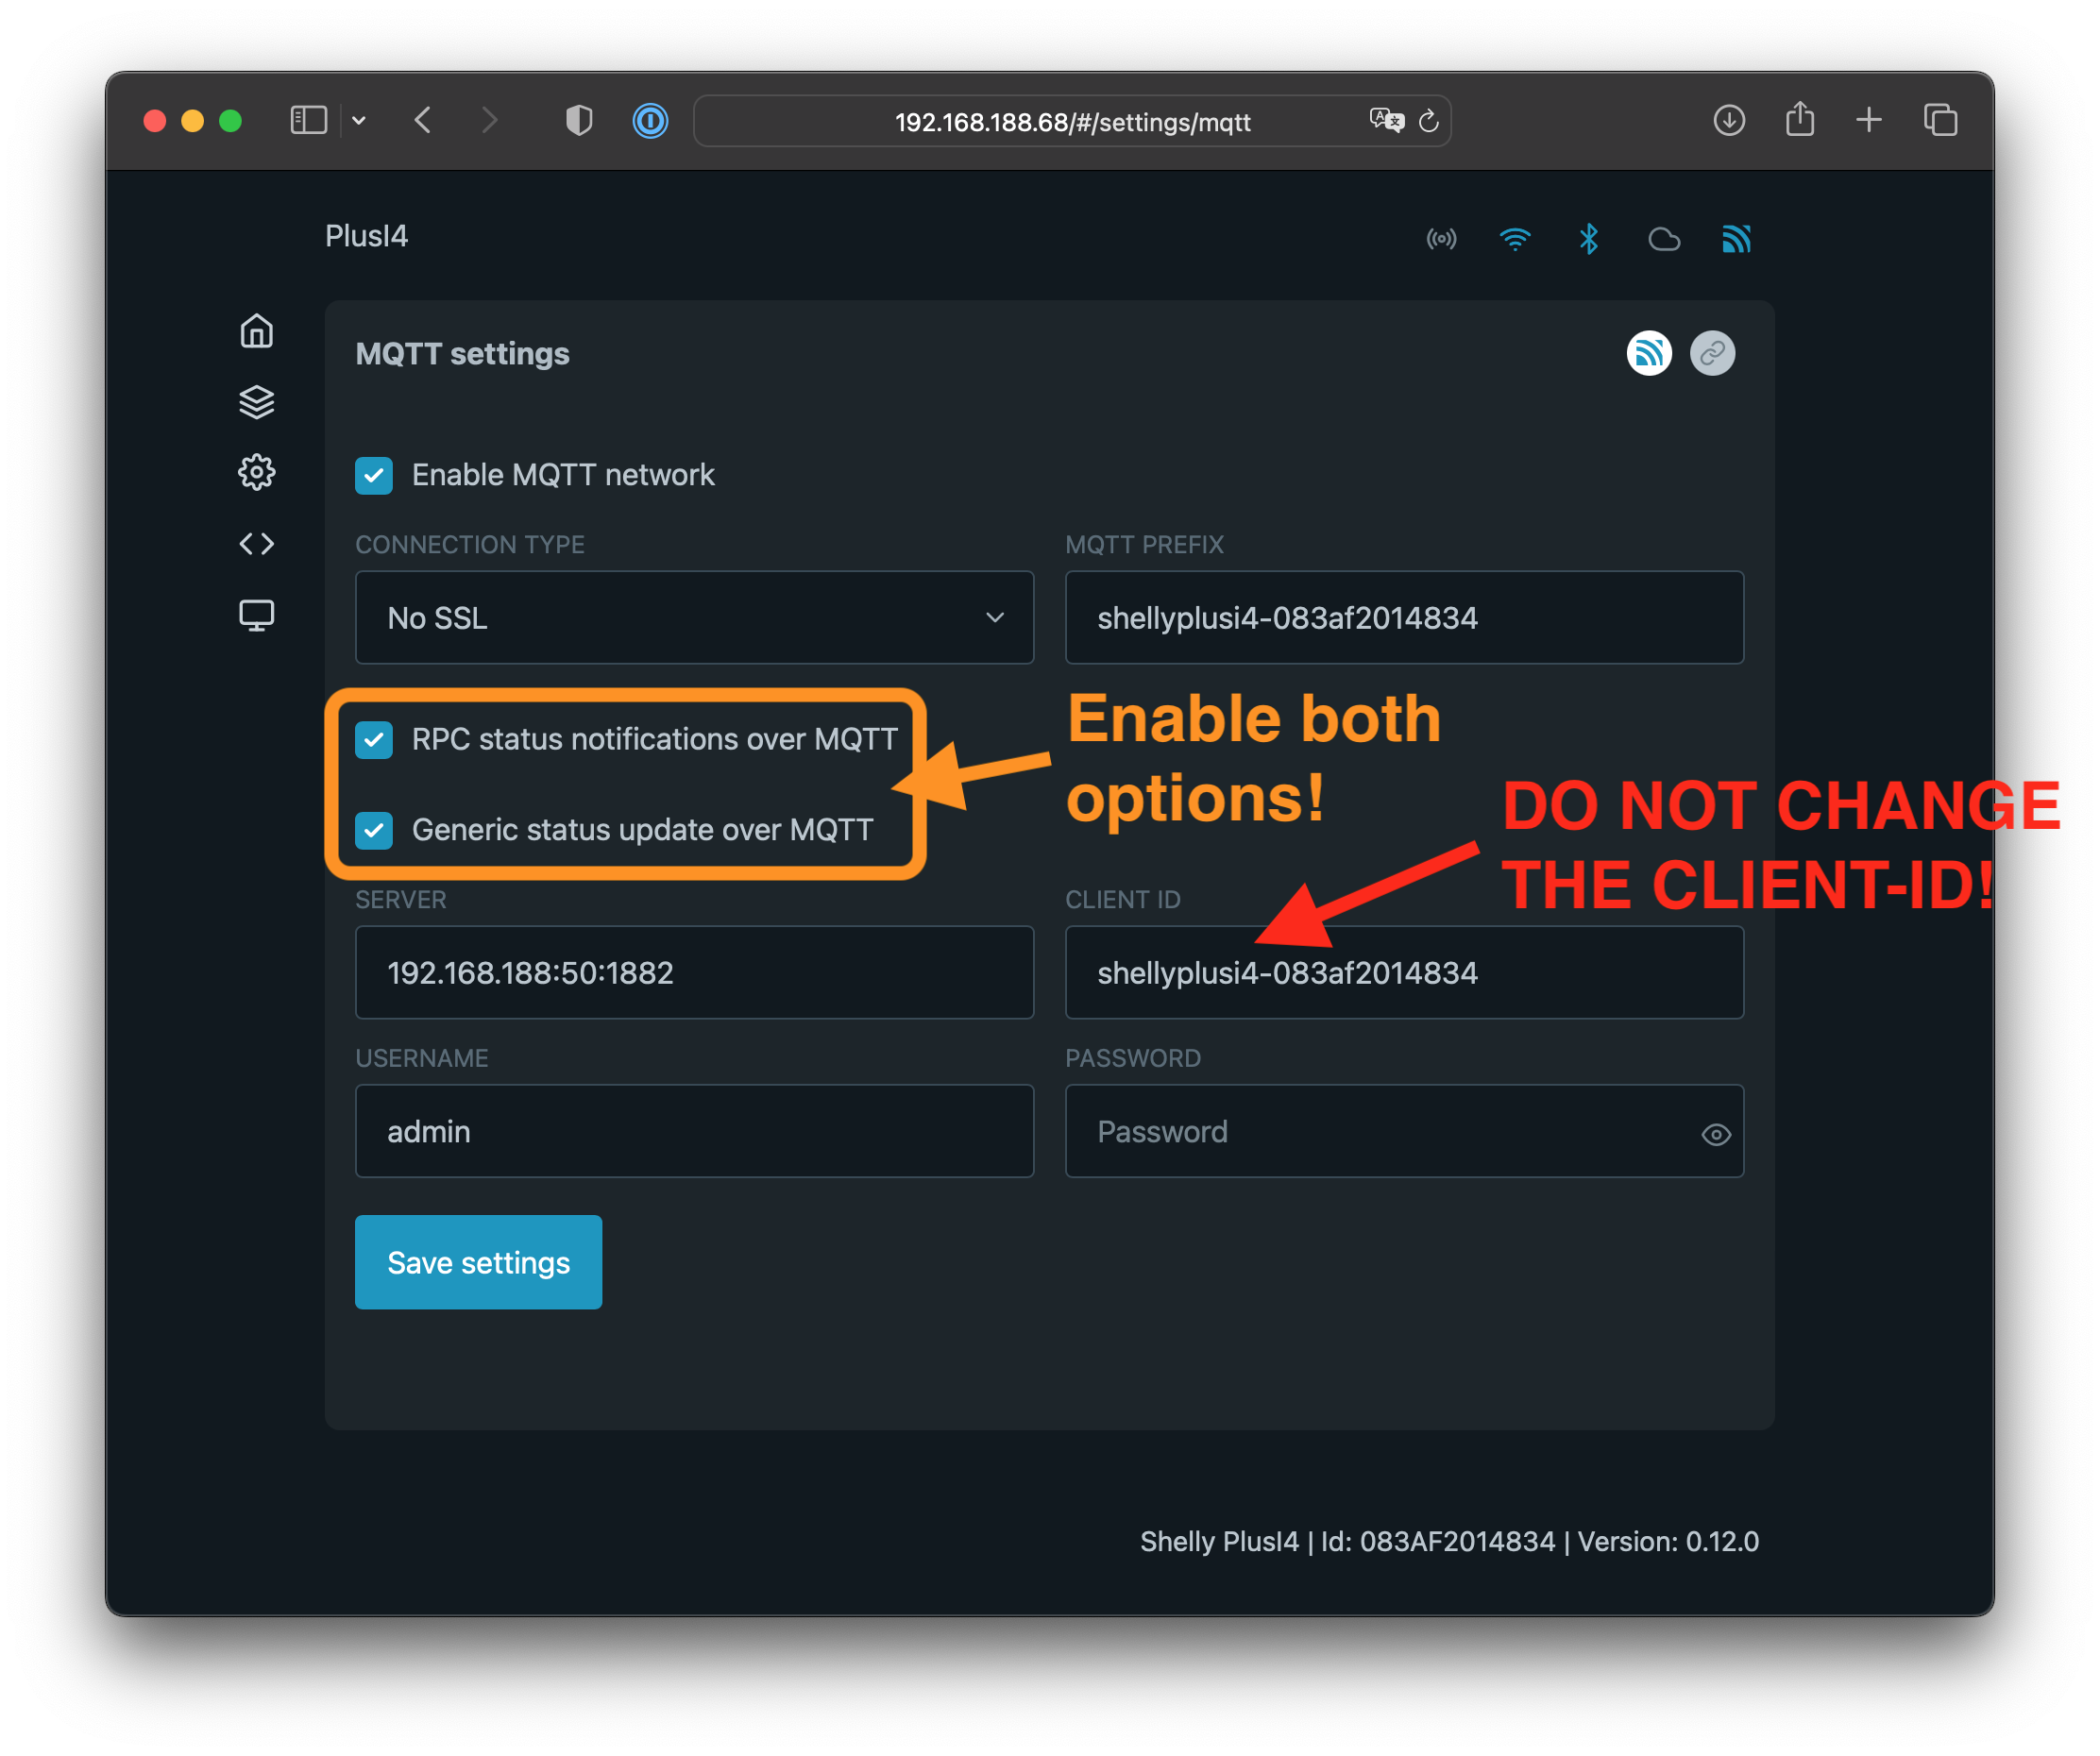 192.168.188.68/#/settings/mqtt
PlusI4
MQTT settings
Enable MQTT network
CONNECTION TYPE
MQTT PREFIX
No SSL
shellyplusi4-083af2014834
RPC status notifications over MQTT
Generic status update over MQTT
Enable both
options!
DO NOT CHANGE
THE CLIENT-ID!
SERVER
CLIENT ID
192.168.188:50:1882
shellyplusi4-083af2014834
USERNAME
PASSWORD
admin
Password
Save settings
Shelly PlusI4 | Id: 083AF2014834 | Version: 0.12.0